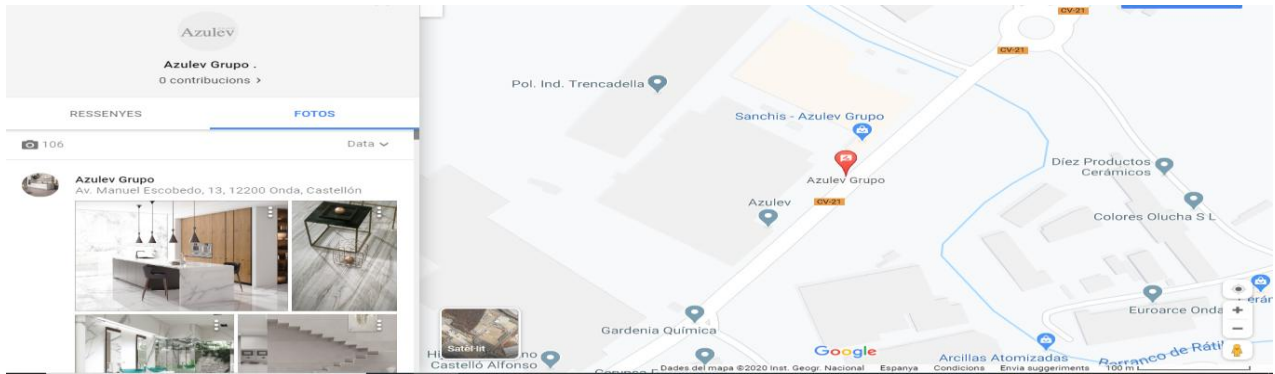 Azulev
Azulev Grupo .
0 contribucions >
RESSENYES
FOTOS
106
Data
Azulev Grupo
Av. Manuel Escobedo, 13, 12200 Onda, Castellón
CV-21
CV-21
Pol. Ind. Trencadella
Sanchis - Azulev Grupo
Díez Productos
Cerámicos
Azulev Grupo
Azulev
CV-21
Colores Olucha S L
Euroarce Onda
Gardenia Química
Satèl·lit
Castelló Alfonso
Google
Arcillas Atomizadas
Barranco de Ráti
Dades del mapa ©2020 Inst. Geogr. Nacional Espanya Condicions Envia suggeriments 100 m